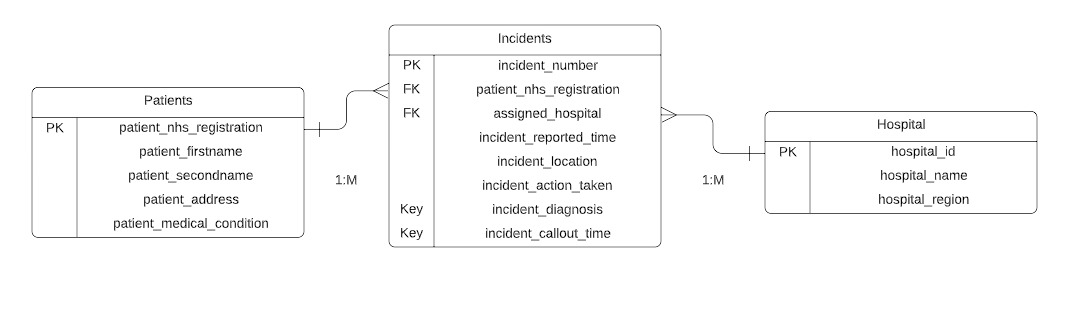 Patients
PK patient_nhs_registration
patient_firstname
patient_secondname
patient_address
patient_medical_condition
1:M
Incidents
PK incident_number
FK patient_nhs_registration
FK assigned_hospital
incident_reported_time
incident_location
incident_action_taken
Key incident_diagnosis
Key incident_callout_time
1:M
Hospital
PK hospital_id
hospital_name
hospital_region